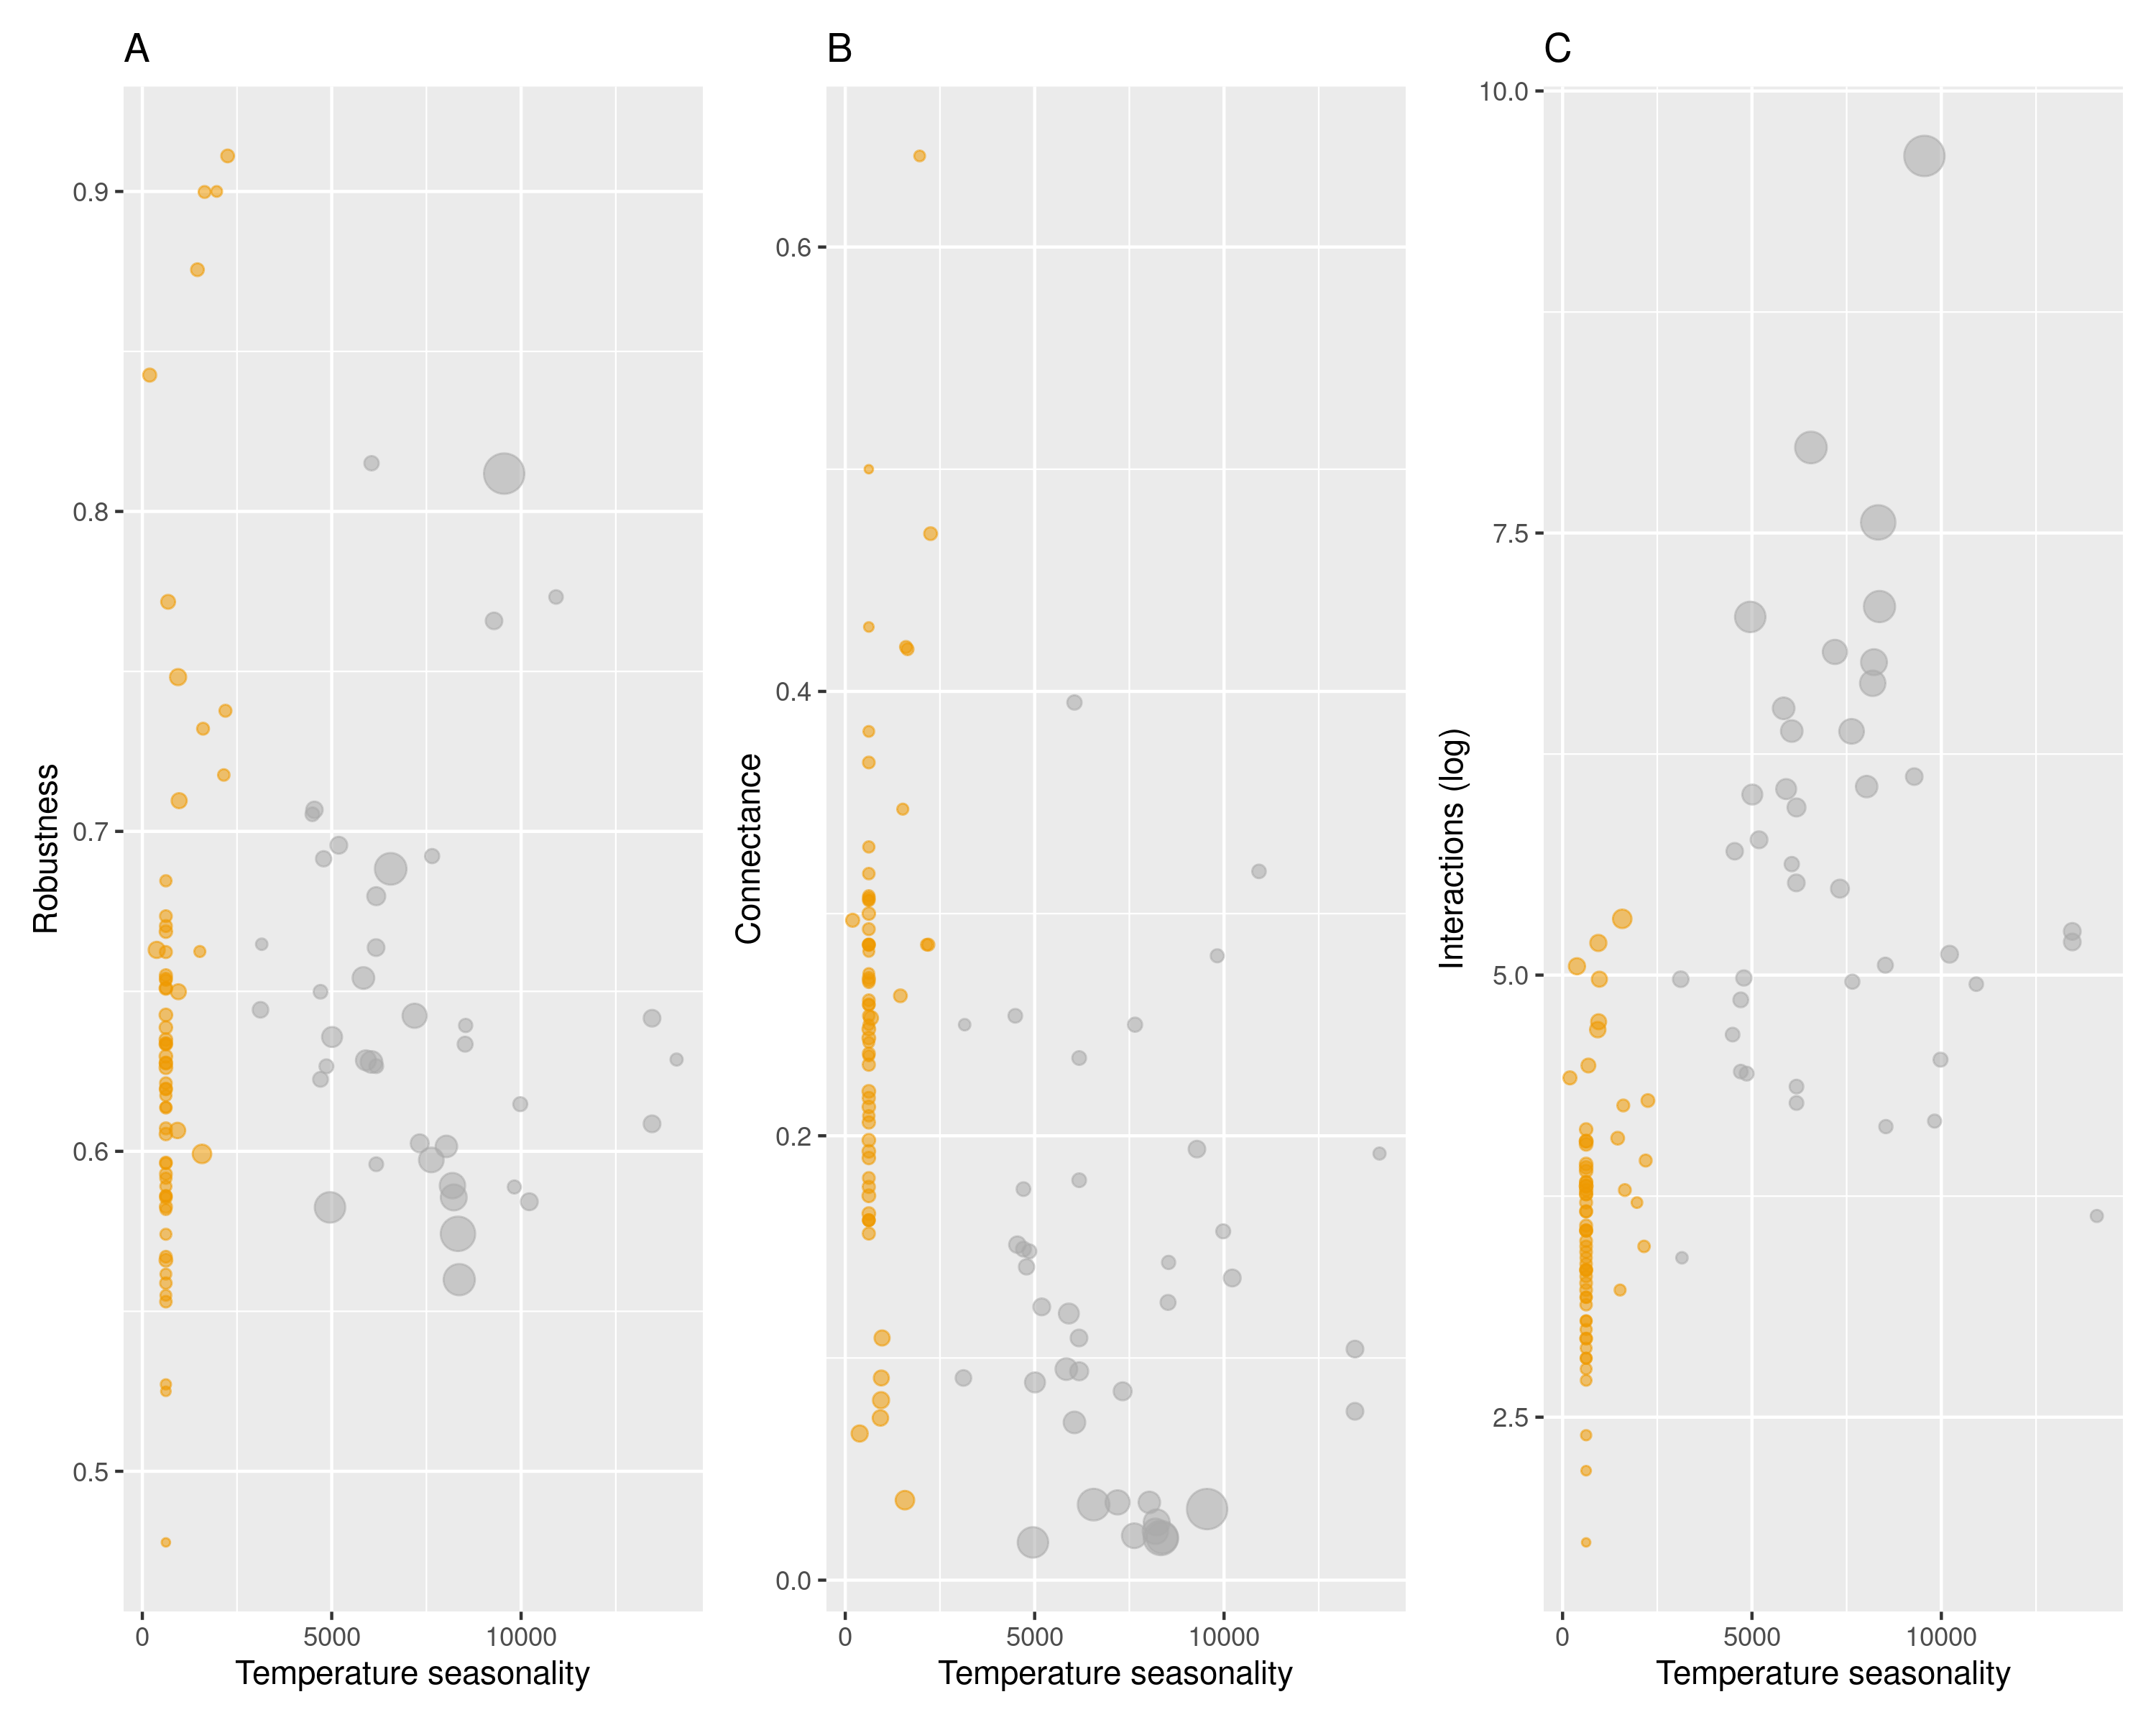 A
Robustness
0.9
0.8
0.7
0.6
0.5
0 5000 10000
Temperature seasonality
B
Connectance
0.6
0.4
0.2
0.0
0 5000 10000
Temperature seasonality
C
Interactions (log)
10.0
7.5
5.0
2.5
0 5000 10000
Temperature seasonality